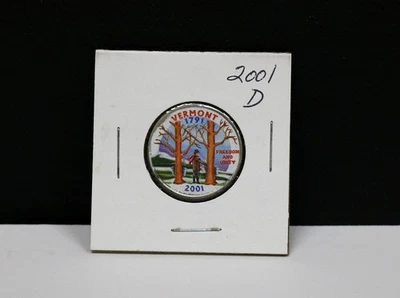 2001
D
VERMONT
1791
FREEDOM
AND
UNITY
2001